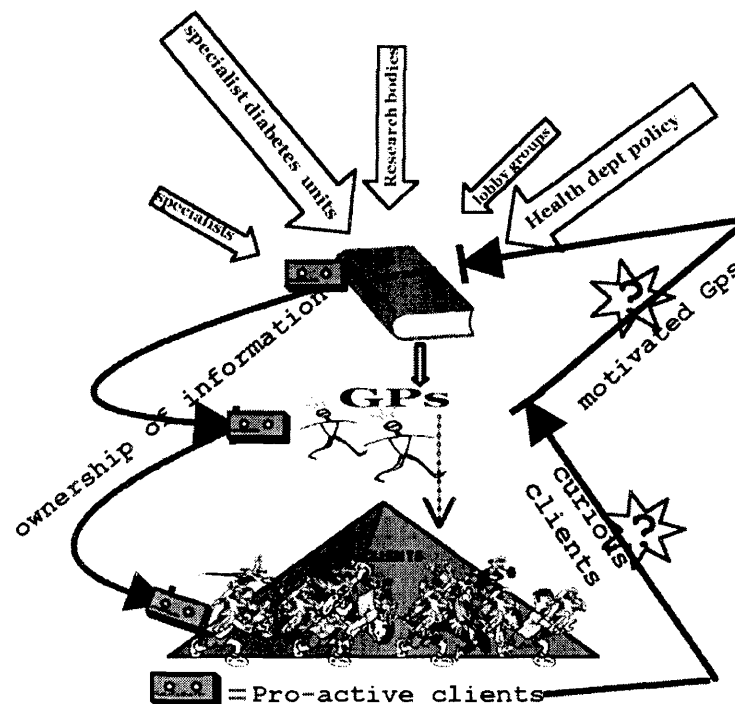 specialist diabetes
units
Research bodies
lobby groups
Health dept policy
specialists
ownership of information
motivated Gps
GPs
curiows
clients
= Pro-active clients